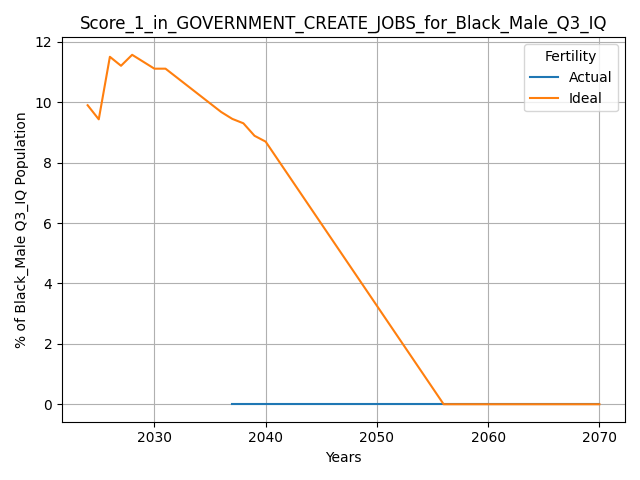 Score_1_in_GOVERNMENT_CREATE_JOBS_for_Black_Male_Q3_IQ
Fertility
Actual
Ideal
% of Black_Male Q3_IQ Population
12
10
8
6
4
2
0
2030
2040
2050
2060
2070
Years